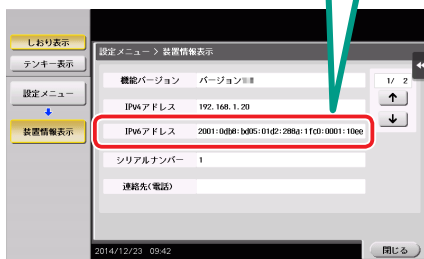 しおり表示
テンキー表示
設定メニュー
装置情報表示
設定メニュー > 装置情報表示
機能バージョン バージョン
1/ 2
IPv4アドレス 192.168.1.20
IPv6アドレス 2001:0db8:bd05:01d2:288a:1fc0:0001:10ee
シリアルナンバー 1
連絡先(電話)
2014/12/23 09:42
閉じる